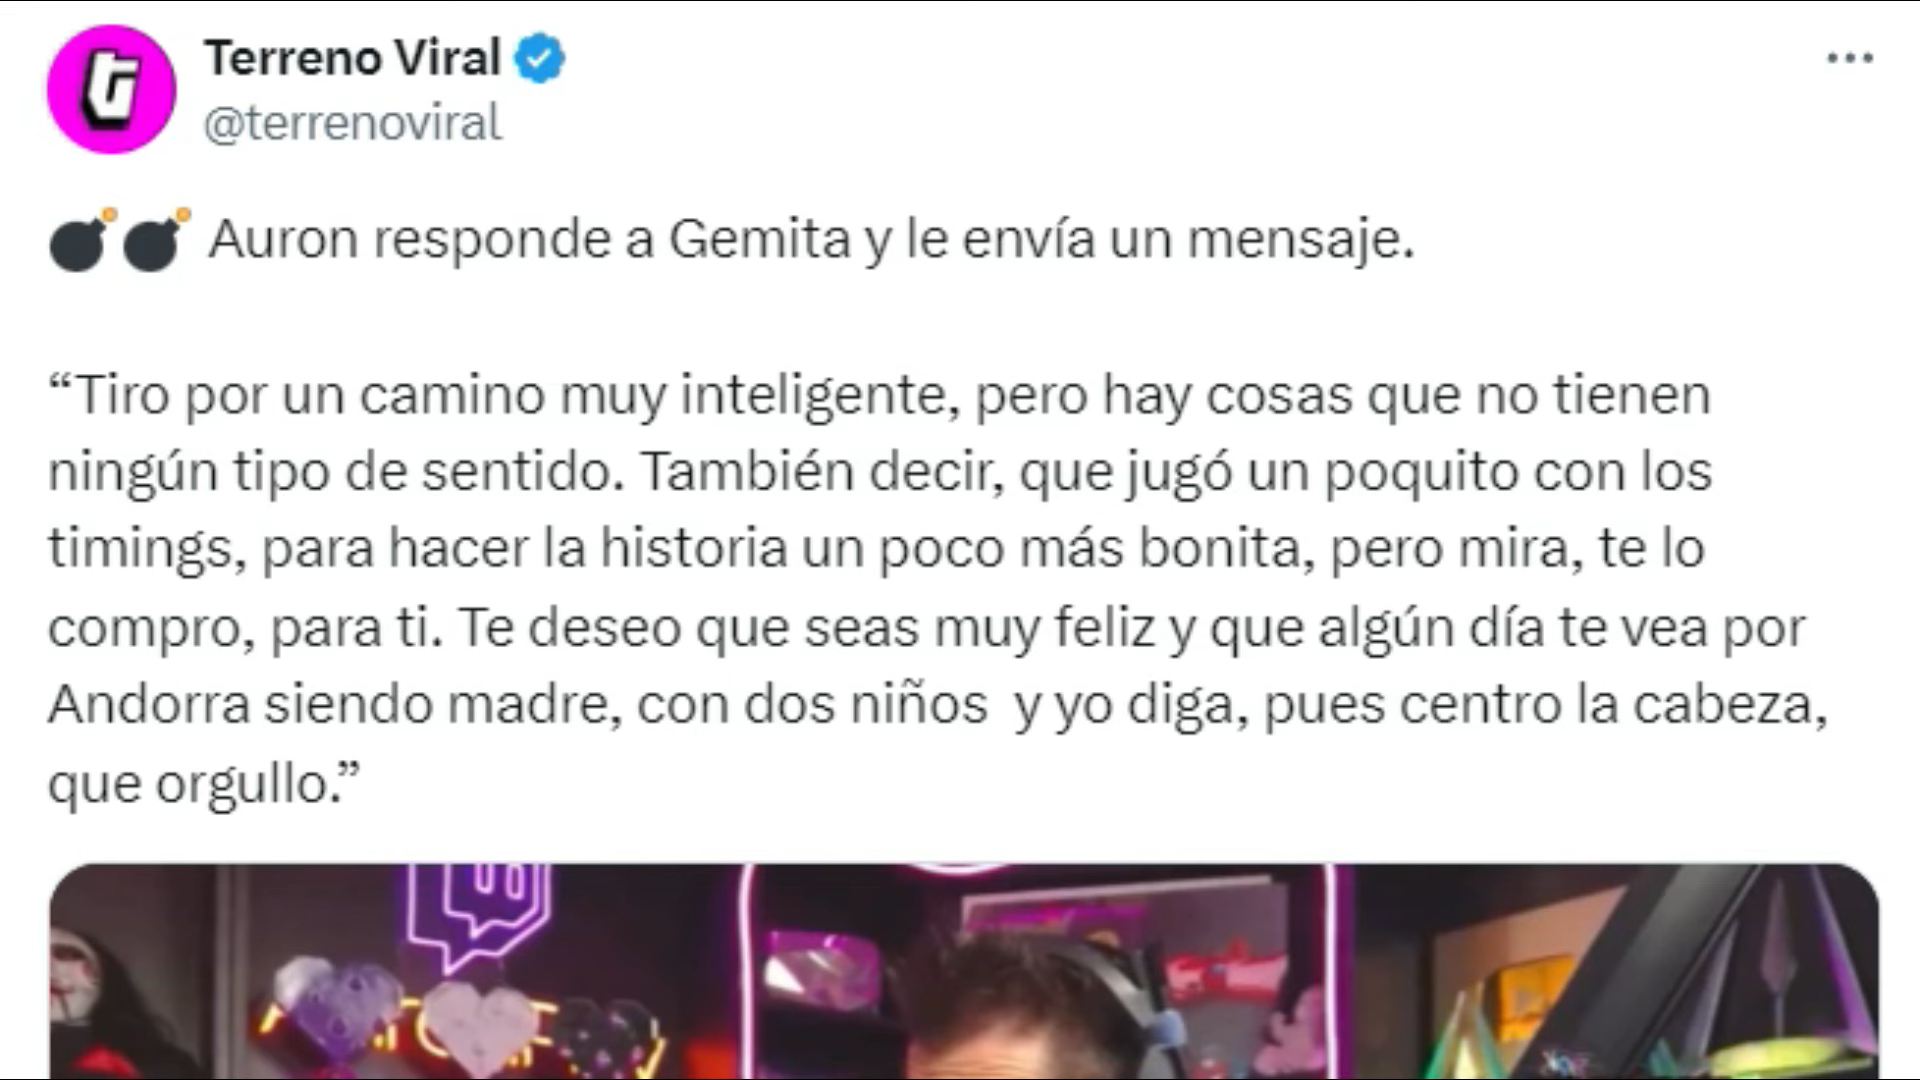 Terreno Viral
@terrenoviral
💣💣 Auron responde a Gemita y le envía un mensaje.
“Tiro por un camino muy inteligente, pero hay cosas que no tienen
ningún tipo de sentido. También decir, que jugó un poquito con los
timings, para hacer la historia un poco más bonita, pero mira, te lo
compro, para ti. Te deseo que seas muy feliz y que algún día te vea por
Andorra siendo madre, con dos niños  y yo diga, pues centro la cabeza,
que orgullo.”